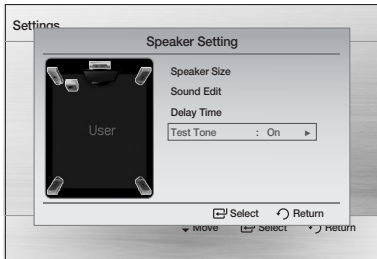 Settings
Speaker Setting
Speaker Size
Sound Edit
Delay Time
User
Test Tone : On ►
Select Return
Move Select Return